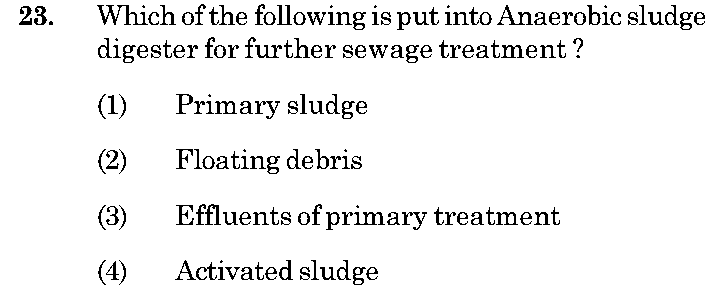 23. Which of the following is put into Anaerobic sludge
digester for further sewage treatment ?
(1) Primary sludge
(2) Floating debris
(3) Effluents of primary treatment
(4) Activated sludge